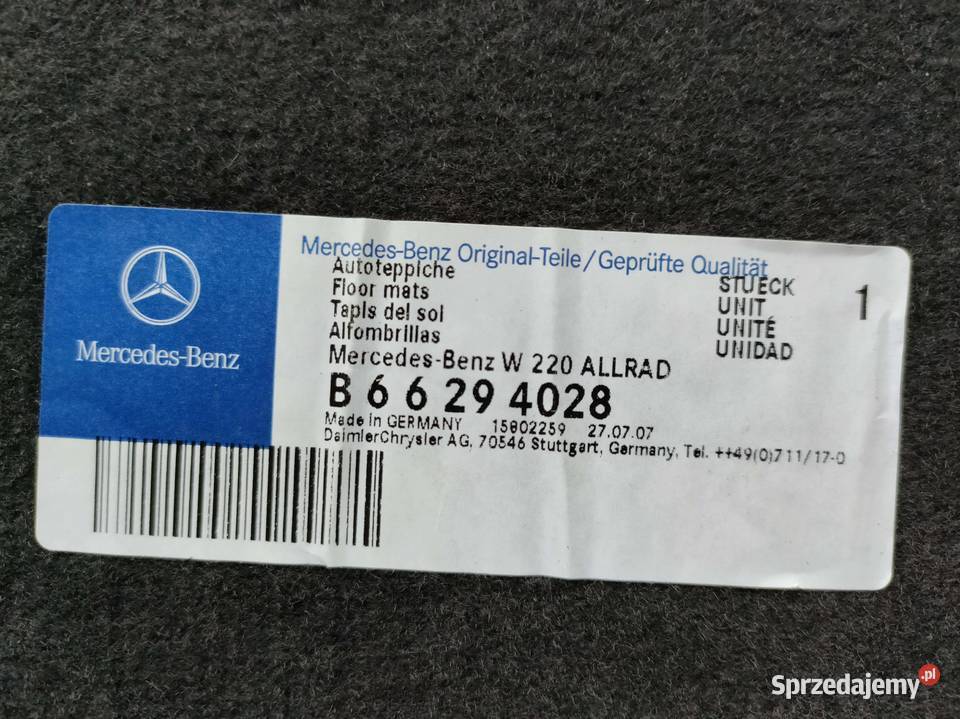 Mercedes-Benz
Mercedes-Benz Original-Teile/Geprüfte Qualität
Autoteppiche
Floor mats
Tapis del sol
Alfombrillas
STUECK
UNIT
UNITÉ
UNIDAD
1
Mercedes-Benz W 220 ALLRAD
B 6 6 29 4028
Made in GERMANY 15802259 27.07.07
DaimlerChrysler AG, 70546 Stuttgart, Germany, Tel. ++49(0)711/17-0
Sprzedajemy.pl